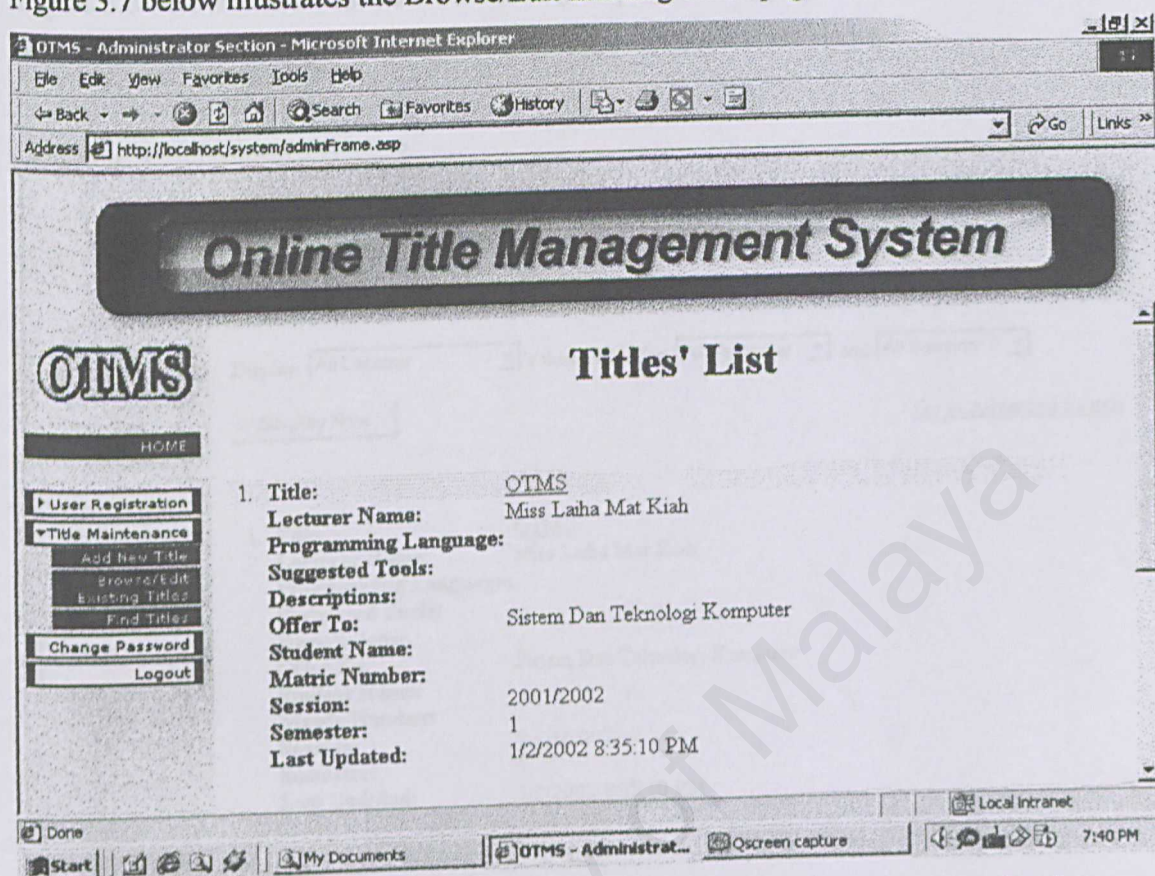 Figure 3.7 below illustrates the Browse/Edit
OTMS - Administrator Section - Microsoft Internet Explorer
File Edit View Favorites Tools Help
Back Search Favorites History
Address http://localhost/system/adminFrame.asp Go Links »
Online Title Management System
OTMS
Titles' List
HOME
User Registration
Title Maintenance
Add New Title
Browse/Edit
Existing Titles
Find Titles
Change Password
Logout
1. Title: OTMS
Lecturer Name: Miss Laiha Mat Kiah
Programming Language:
Suggested Tools:
Descriptions:
Offer To: Sistem Dan Teknologi Komputer
Student Name:
Matric Number:
Session: 2001/2002
Semester: 1
Last Updated: 1/2/2002 8:35:10 PM
Done Local intranet
Start My Documents OTMS - Administrat... Qscreen capture 7:40 PM
of Malaya